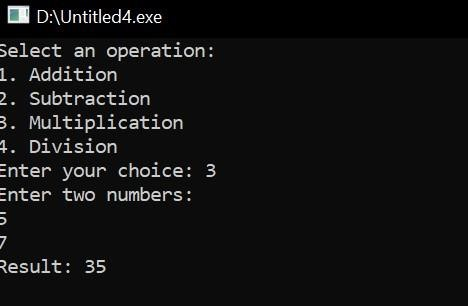 D:\Untitled4.exe
Select an operation:
1. Addition
2. Subtraction
3. Multiplication
4. Division
Enter your choice: 3
Enter two numbers:
5
7
Result: 35